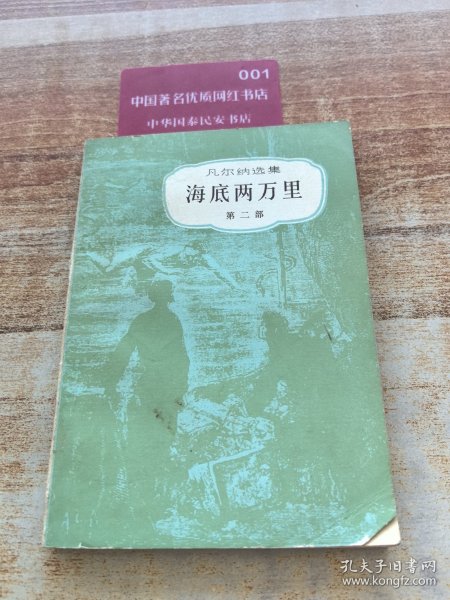 001
中国著名优质网红书店
中华国泰民安书店
凡尔纳选集
海底两万里
第二部
孔夫子旧书网
www.kongfz.com